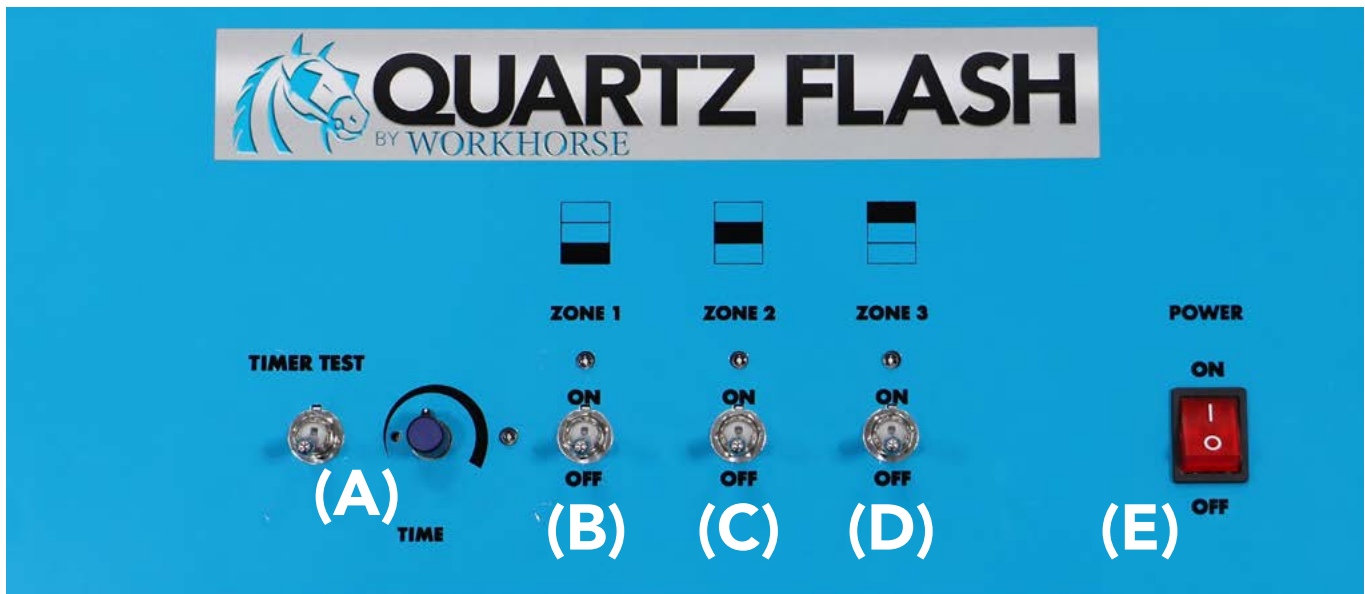 QUARTZ FLASH
BY WORKHORSE
ZONE 1 ZONE 2 ZONE 3 POWER
TIMER TEST ON
ON ON ON
I
O
OFF OFF OFF
(A) OFF
TIME (B) (C) (D) (E)